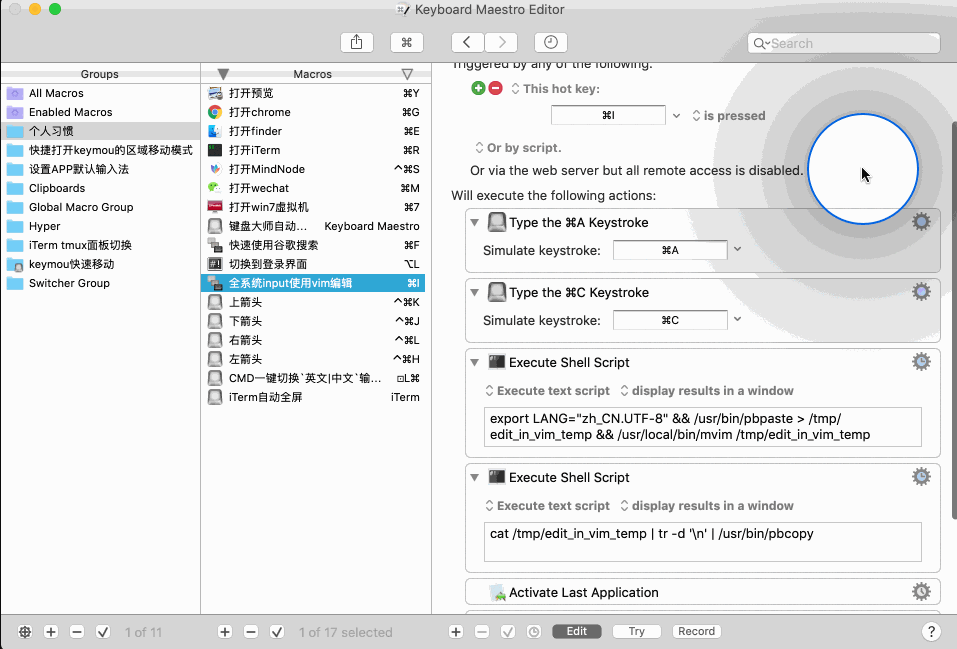 Keyboard Maestro Editor
Search
Groups
All Macros
Enabled Macros
个人习惯
快捷打开keymou的区域移动模式
设置APP默认输入法
Clipboards
Global Macro Group
Hyper
iTerm tmux面板切换
keymou快速移动
Switcher Group
1 of 11
Macros
打开预览 ⌘Y
打开chrome ⌘G
打开finder ⌘E
打开iTerm ⌘R
打开MindNode ^⌘S
打开wechat ⌘M
打开win7虚拟机 ⌘7
键盘大师自动… Keyboard Maestro
快速使用谷歌搜索 ⌘F
切换到登录界面 ⌥L
全系统input使用vim编辑 ⌘I
上箭头 ^⌘K
下箭头 ^⌘J
右箭头 ^⌘L
左箭头 ^⌘H
CMD一键切换`英文|中文`输… ⊡L⌘
iTerm自动全屏 iTerm
1 of 17 selected
Triggered by any of the following:
This hot key:
⌘I is pressed
Or by script.
Or via the web server but all remote access is disabled.
Will execute the following actions:
Type the ⌘A Keystroke
Simulate keystroke: ⌘A
Type the ⌘C Keystroke
Simulate keystroke: ⌘C
Execute Shell Script
Execute text script display results in a window
export LANG="zh_CN.UTF-8" && /usr/bin/pbpaste > /tmp/
edit_in_vim_temp && /usr/local/bin/mvim /tmp/edit_in_vim_temp
Execute Shell Script
Execute text script display results in a window
cat /tmp/edit_in_vim_temp | tr -d '\n' | /usr/bin/pbcopy
Activate Last Application
Edit Try Record ?